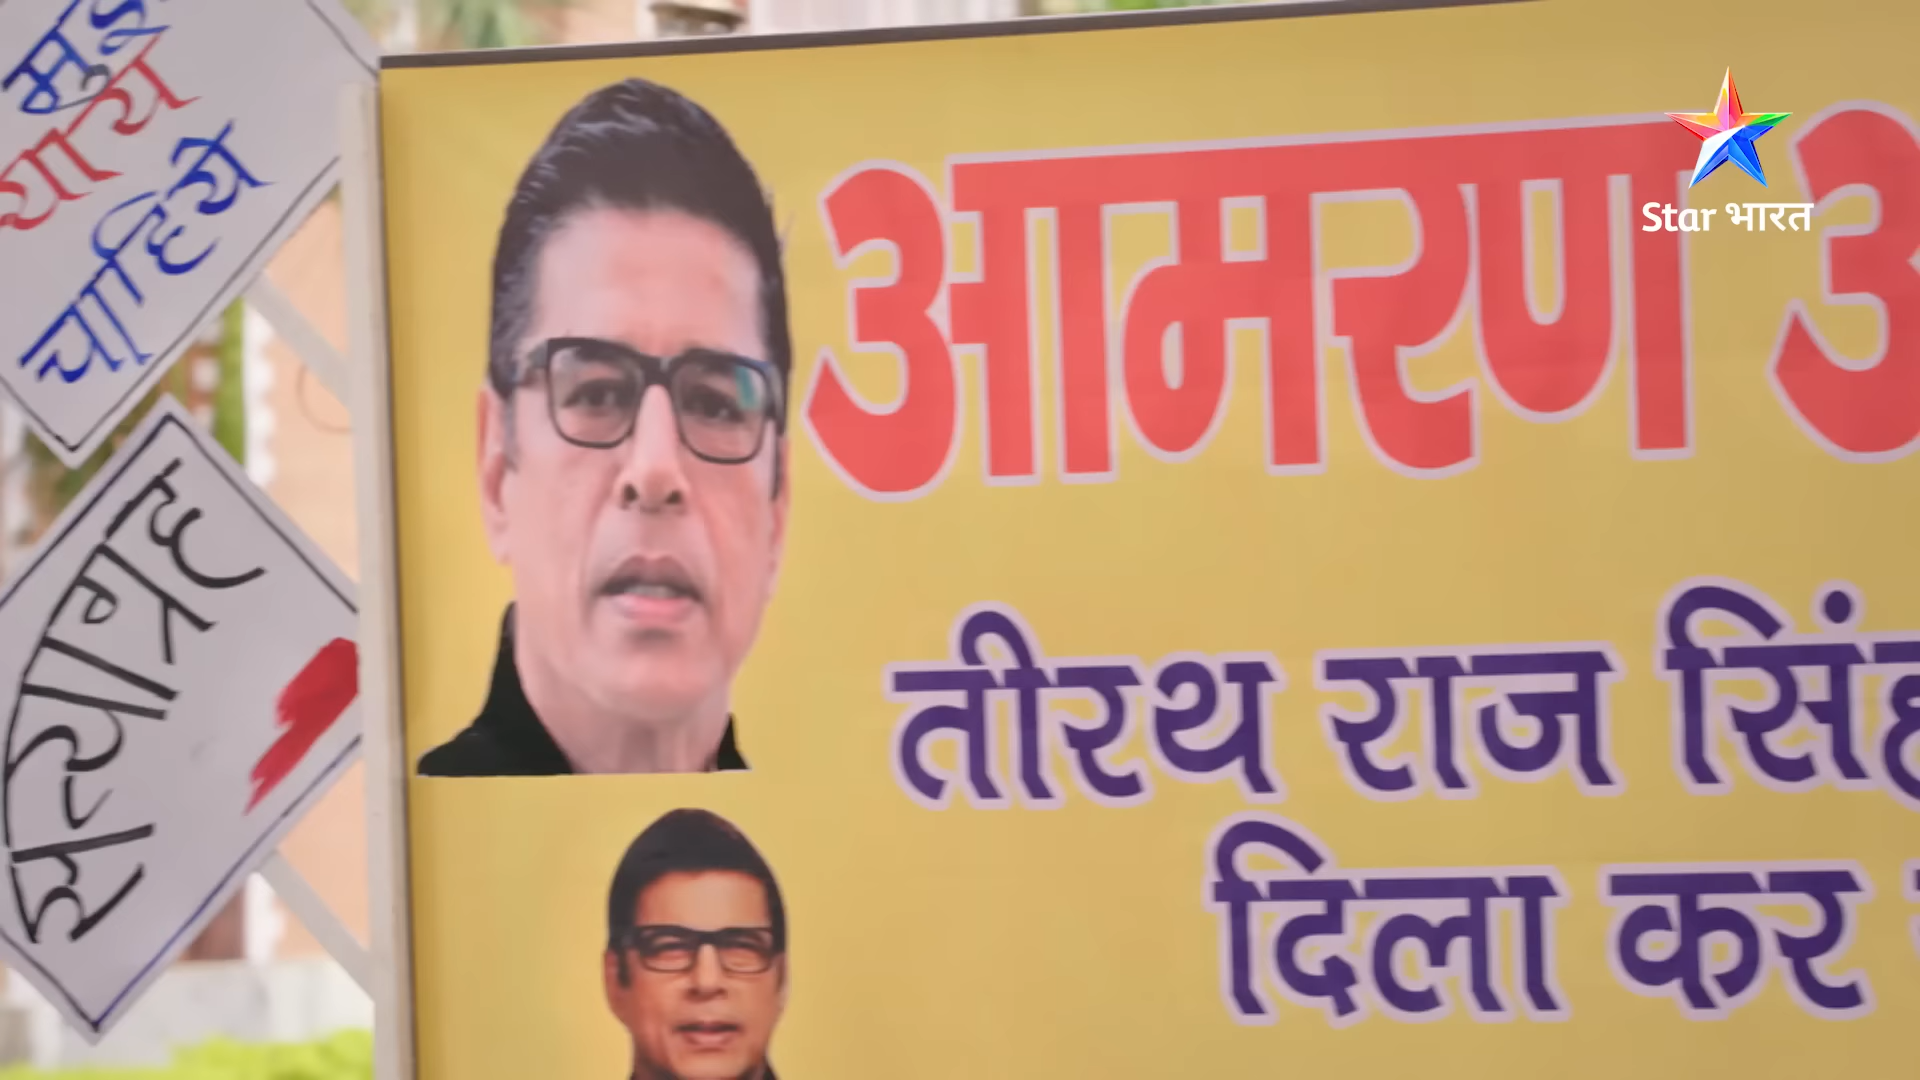 चाहिये
सत्याग्रह
आमरण
तीरथ राज सिंह
दिला कर
Star भारत